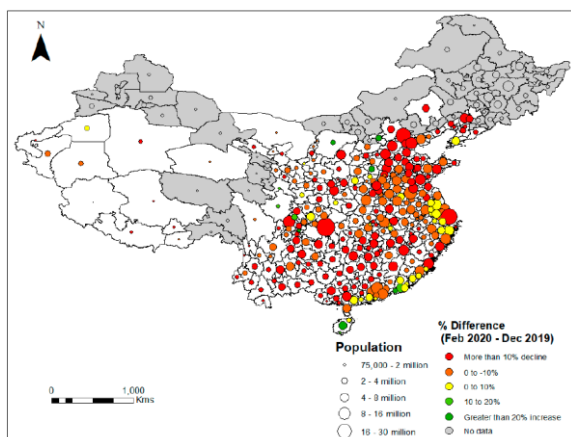 N
% Difference
(Feb 2020 - Dec 2019)
Population
75,000 - 2 million
2 - 4 million
4 - 8 million
8 - 16 million
16 - 30 million
More than 10% decline
0 to -10%
0 to 10%
10 to 20%
Greater than 20% increase
No data
0
1,000
Kms